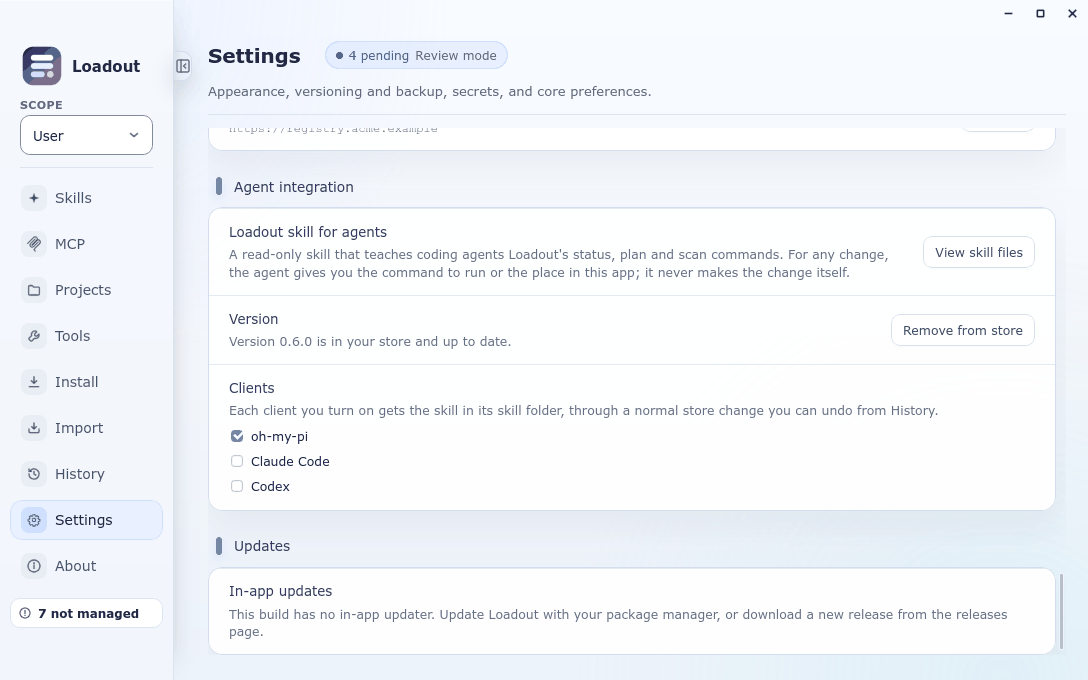 Loadout
SCOPE
User
Skills
MCP
Projects
Tools
Install
Import
History
Settings
About
7 not managed
Settings
4 pending Review mode
Appearance, versioning and backup, secrets, and core preferences.
https://registry.acme.example
Agent integration
Loadout skill for agents
A read-only skill that teaches coding agents Loadout's status, plan and scan commands. For any change,
the agent gives you the command to run or the place in this app; it never makes the change itself.
View skill files
Version
Version 0.6.0 is in your store and up to date.
Remove from store
Clients
Each client you turn on gets the skill in its skill folder, through a normal store change you can undo from History.
oh-my-pi
Claude Code
Codex
Updates
In-app updates
This build has no in-app updater. Update Loadout with your package manager, or download a new release from the releases
page.